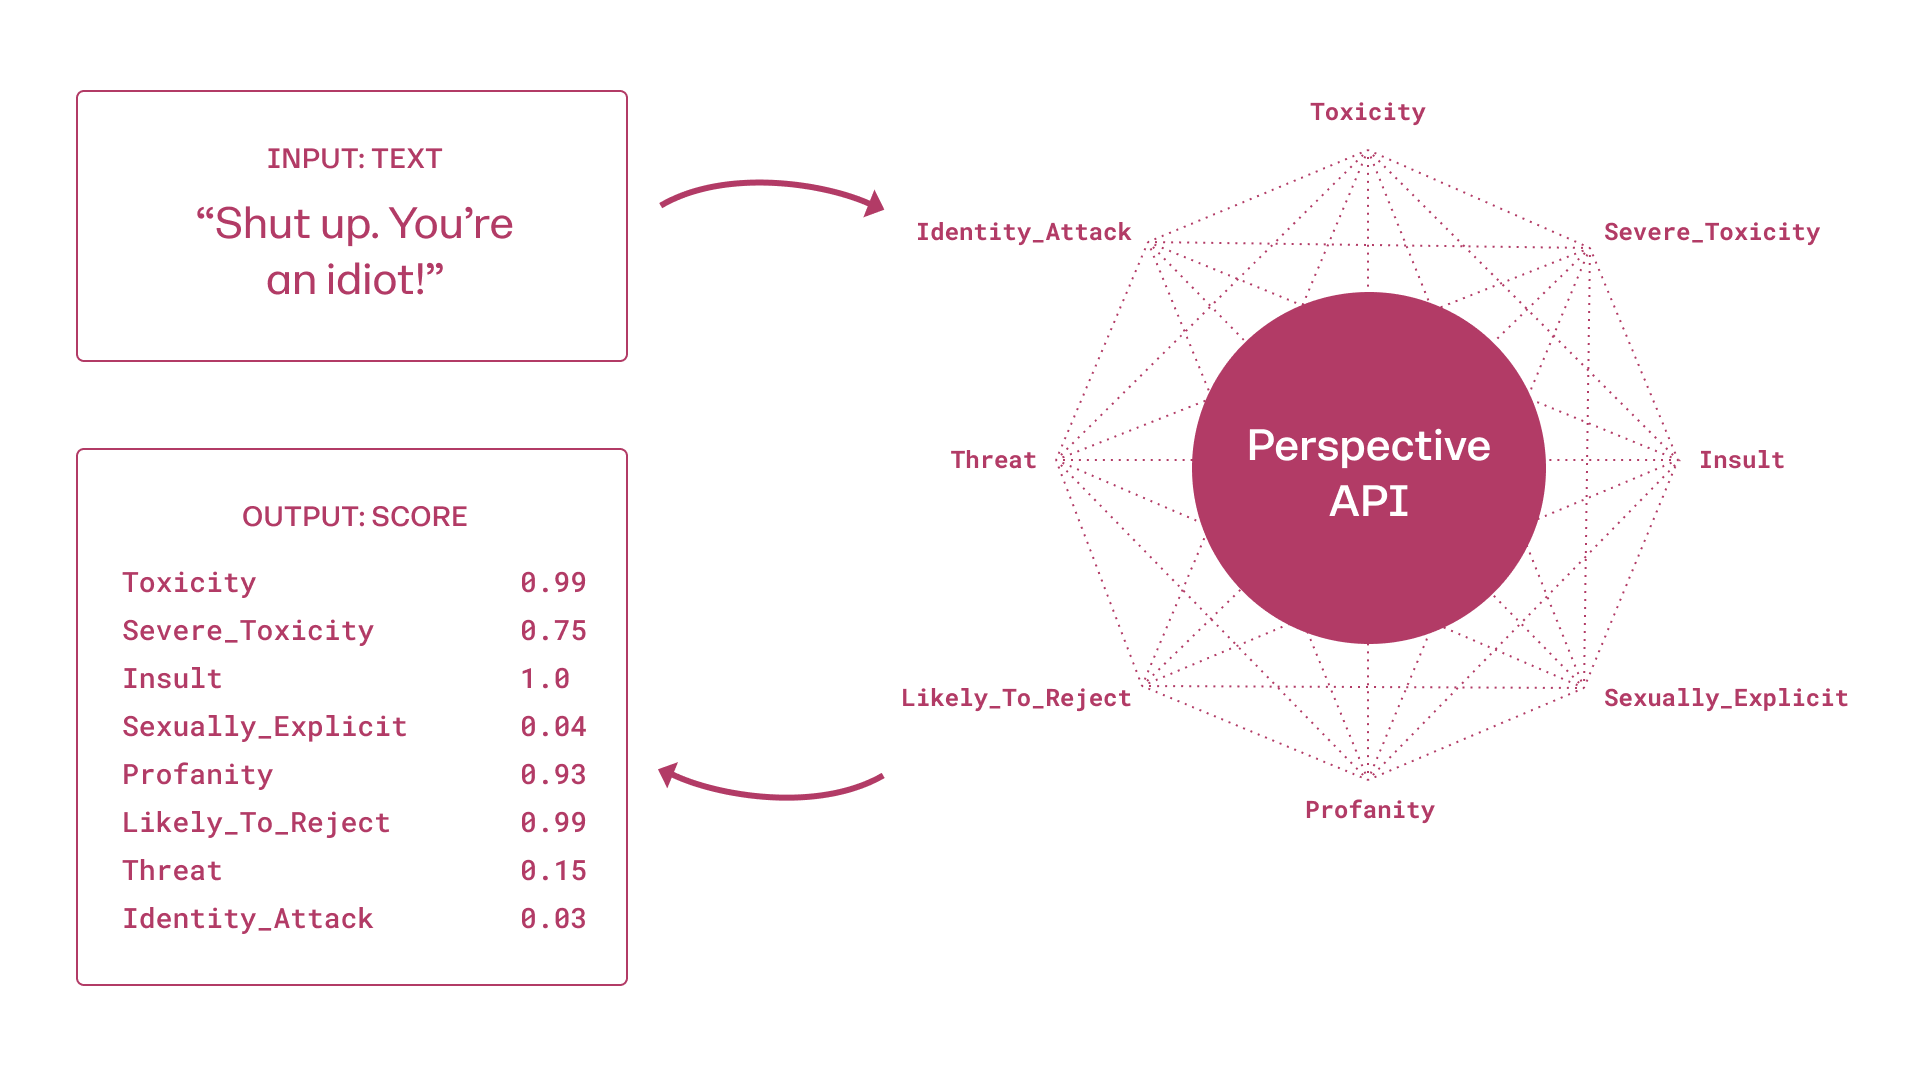 INPUT: TEXT
“Shut up. You’re
an idiot!”
OUTPUT: SCORE
Toxicity 0.99
Severe_Toxicity 0.75
Insult 1.0
Sexually_Explicit 0.04
Profanity 0.93
Likely_To_Reject 0.99
Threat 0.15
Identity_Attack 0.03
Toxicity
Identity_Attack
Severe_Toxicity
Threat
Perspective
API
Insult
Likely_To_Reject
Sexually_Explicit
Profanity